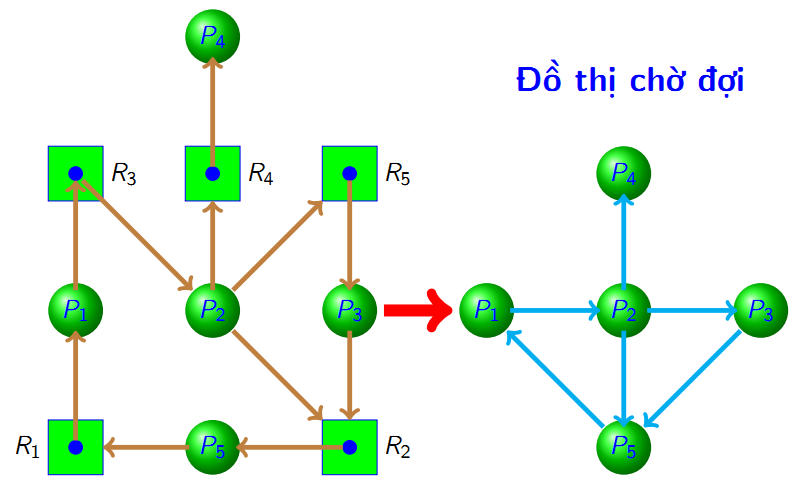 P4
Đồ thị chờ đợi
R3
R4
R5
P4
P1
P2
P3
P1
P2
P3
R1
P5
R2
P5